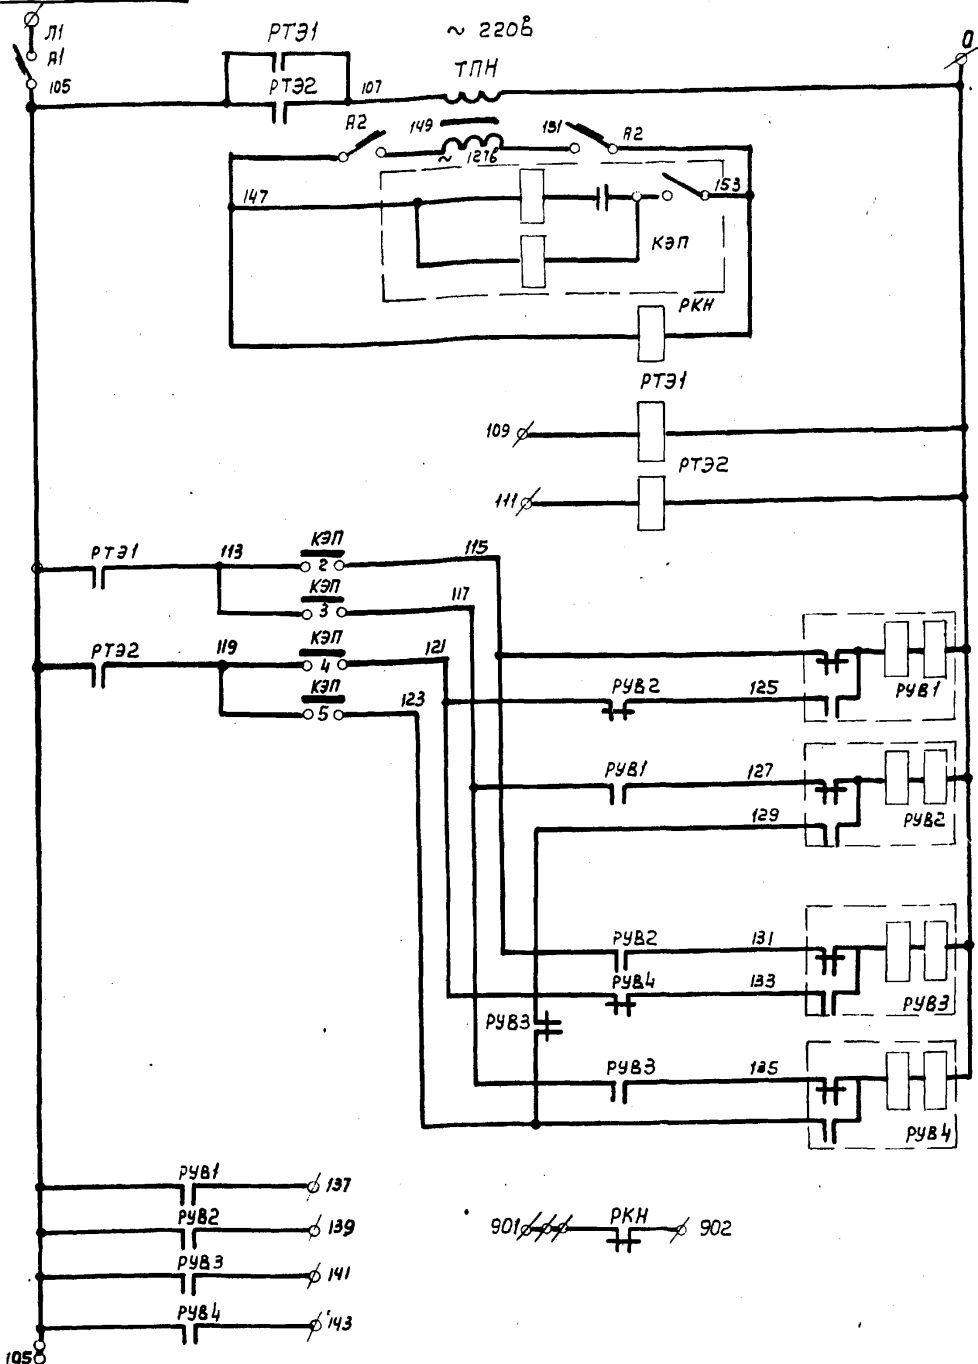 Л1
А1
105
РТЭ1
РТЭ2
107
~ 220В
ТПН
0
А2
149
~ 127В
151
А2
147
153
КЭП
РКН
РТЭ1
109
РТЭ2
111
РТЭ1
113
КЭП
2
115
КЭП
3
117
РТЭ2
119
КЭП
4
121
КЭП
5
123
РУВ1
РУВ2
125
РУВ1
127
129
РУВ2
РУВ2
131
РУВ4
133
РУВ3
РУВ3
РУВ3
135
РУВ4
РУВ1
137
РУВ2
139
РУВ3
141
РУВ4
143
901
РКН
902
105